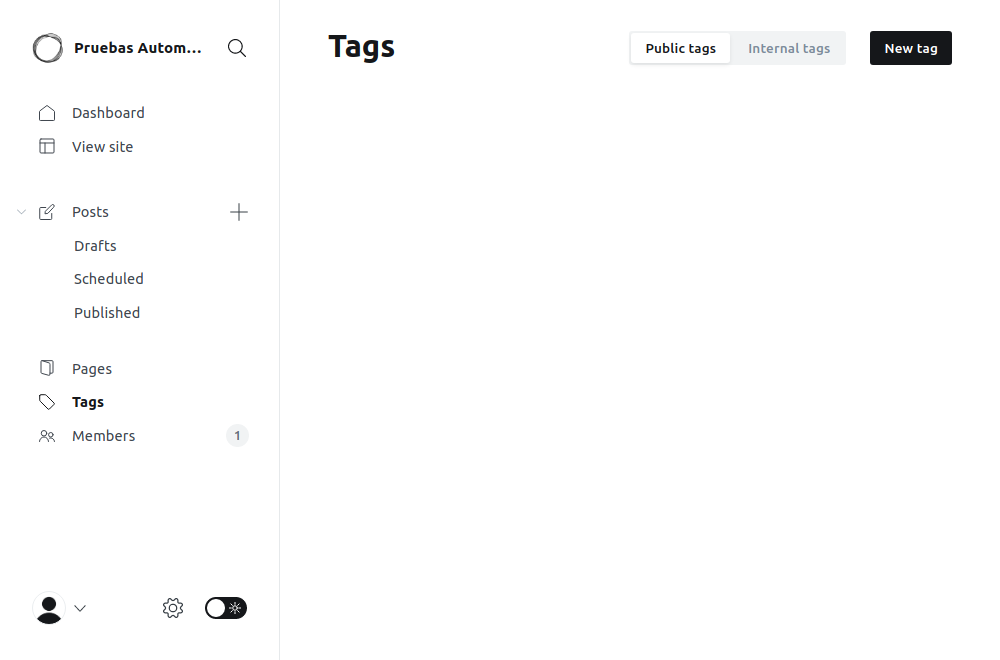 Pruebas Autom...
Dashboard
View site
Posts
Drafts
Scheduled
Published
Pages
Tags
Members 1
Tags
Public tags Internal tags New tag